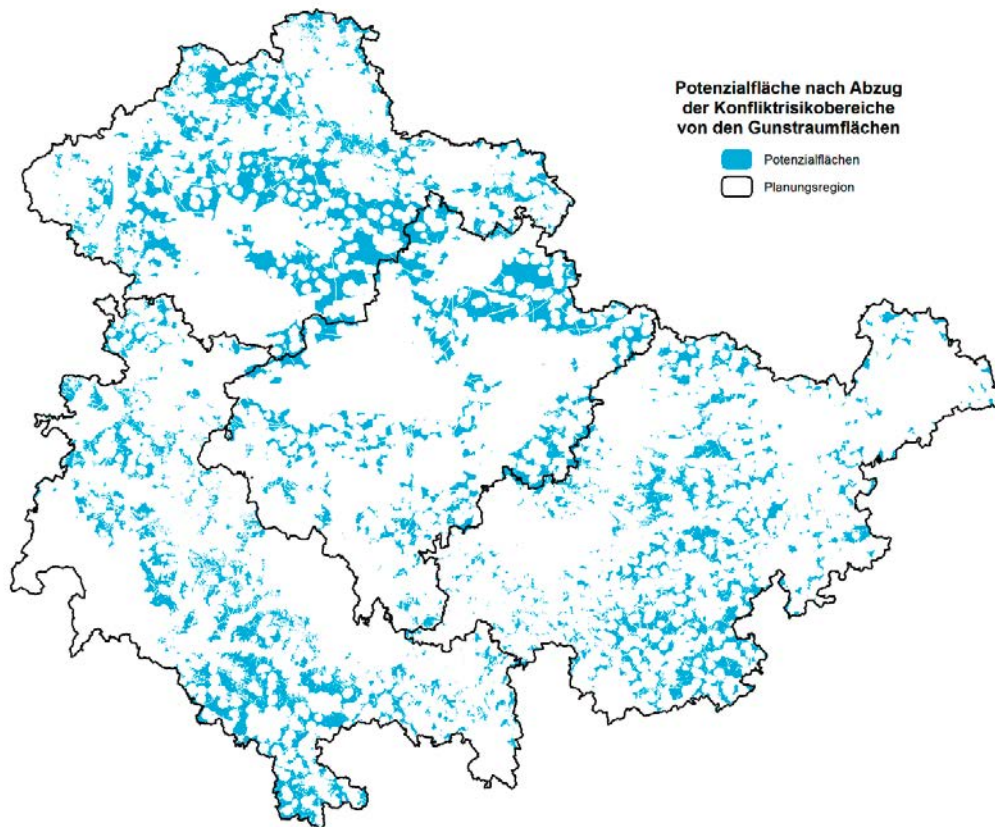 Potenzialfläche nach Abzug
der Konfliktrisikobereiche
von den Gunstraumflächen
Potenzialflächen
Planungsregion